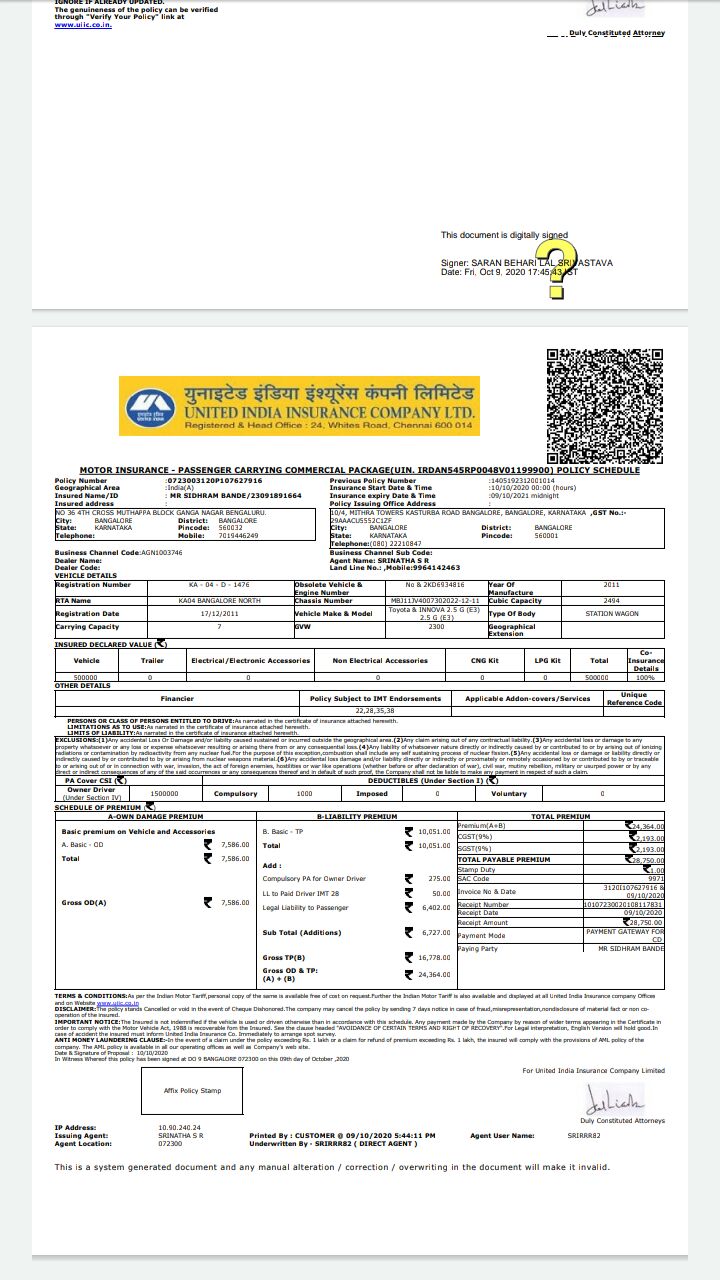 IGNORE IF ALREADY UPDATED.
The genuineness of the policy can be verified
through "Verify Your Policy" link at
www.uiic.co.in.
Duly Constituted Attorney
This document is digitally signed
Signer: SARAN BEHARI LAL SRIVASTAVA
Date: Fri, Oct 9, 2020 17:45:43 IST
युनाइटेड इंडिया इंश्यूरेंस कंपनी लिमिटेड
UNITED INDIA INSURANCE COMPANY LTD.
Registered & Head Office : 24, Whites Road, Chennai 600 014
MOTOR INSURANCE - PASSENGER CARRYING COMMERCIAL PACKAGE(UIN. IRDAN545RP0048V01199900) POLICY SCHEDULE
Policy Number :0723003120P107627916 Previous Policy Number :1405192312001014
Geographical Area :India(A) Insurance Start Date & Time :10/10/2020 00:00 (hours)
Insured Name/ID : MR SIDHRAM BANDE/23091891664 Insurance expiry Date & Time :09/10/2021 midnight
Insured address : Policy Issuing Office Address :
NO 36 4TH CROSS MUTHAPPA BLOCK GANGA NAGAR BENGALURU. 10/4, MITHRA TOWERS KASTURBA ROAD BANGALORE, BANGALORE, KARNATAKA ,GST No.:-
29AAACU5552C1ZF
City: BANGALORE District: BANGALORE City: BANGALORE District: BANGALORE
State: KARNATAKA Pincode: 560032 State: KARNATAKA Pincode: 560001
Telephone: Mobile: 7019446249 Telephone:(080) 22210847
Business Channel Code:AGN1003746 Business Channel Sub Code:
Dealer Name: Agent Name: SRINATHA S R
Dealer Code: Land Line No.: ,Mobile:9964142463
VEHICLE DETAILS
Registration Number KA - 04 - D - 1476 Obsolete Vehicle & Engine Number No & 2KD6934816 Year Of Manufacture 2011
RTA Name KA04 BANGALORE NORTH Chassis Number MBJ11JV4007302022-12-11 Cubic Capacity 2494
Registration Date 17/12/2011 Vehicle Make & Model Toyota & INNOVA 2.5 G (E3) 2.5 G (E3) Type Of Body STATION WAGON
Carrying Capacity 7 GVW 2300 Geographical Extension
INSURED DECLARED VALUE (₹)
Vehicle Trailer Electrical/Electronic Accessories Non Electrical Accessories CNG Kit LPG Kit Total Co-Insurance Details
500000 0 0 0 0 0 500000 100%
OTHER DETAILS
Financier Policy Subject to IMT Endorsements Applicable Addon-covers/Services Unique Reference Code
22,28,35,38
PERSONS OR CLASS OF PERSONS ENTITLED TO DRIVE:As narrated in the certificate of insurance attached herewith.
LIMITATIONS AS TO USE:As narrated in the certificate of insurance attached herewith.
LIMITS OF LIABILITY:As narrated in the certificate of insurance attached herewith.
EXCLUSIONS:(1)Any accidental Loss Or Damage and/or liability caused sustained or incurred outside the geographical area.(2)Any claim arising out of any contractual liability.(3)Any accidental loss or damage to any
property whatsoever or any loss or expense whatsoever resulting or arising there from or any consequential loss.(4)Any liability of whatsoever nature directly or indirectly caused by or contributed to by or arising out of ionizing
radiations or contamination by radioactivity from any nuclear fuel.For the purpose of this exception,combustion shall include any self sustaining process of nuclear fission.(5)Any accidental loss or damage or liability directly or
indirectly caused by or contributed to by or arising from nuclear weapons material.(6)Any accidental loss damage and/or liability directly or indirectly or proximately or remotely occasioned by or contributed to by or traceable
to or arising out of or in connection with war, invasion, the act of foreign enemies, hostilities or war like operations (whether before or after declaration of war), civil war, mutiny rebellion, military or usurped power or by any
direct or indirect consequences of any of the said occurrences or any consequences thereof and in default of such proof, the Company shall not be liable to make any payment in respect of such a claim.
PA Cover CSI (₹) DEDUCTIBLES (Under Section I) (₹)
Owner Driver (Under Section IV) 1500000 Compulsory 1000 Imposed 0 Voluntary 0
SCHEDULE OF PREMIUM (₹)
A-OWN DAMAGE PREMIUM B-LIABILITY PREMIUM TOTAL PREMIUM
Basic premium on Vehicle and Accessories
A. Basic - OD ₹ 7,586.00
Total ₹ 7,586.00
Gross OD(A) ₹ 7,586.00
B. Basic - TP ₹ 10,051.00
Total ₹ 10,051.00
Add :
Compulsory PA for Owner Driver ₹ 275.00
LL to Paid Driver IMT 28 ₹ 50.00
Legal Liability to Passenger ₹ 6,402.00
Sub Total (Additions) ₹ 6,727.00
Gross TP(B) ₹ 16,778.00
Gross OD & TP: (A) + (B) ₹ 24,364.00
Premium(A+B) ₹24,364.00
CGST(9%) ₹2,193.00
SGST(9%) ₹2,193.00
TOTAL PAYABLE PREMIUM ₹28,750.00
Stamp Duty ₹1.00
SAC Code 9971
Invoice No & Date 3120I107627916 & 09/10/2020
Receipt Number 10107230020108117831
Receipt Date 09/10/2020
Receipt Amount ₹28,750.00
Payment Mode PAYMENT GATEWAY FOR CD
Paying Party MR SIDHRAM BANDE
TERMS & CONDITIONS:As per the Indian Motor Tariff,personal copy of the same is available free of cost on request.Further the Indian Motor Tariff is also available and displayed at all United India Insurance company Offices
and on Website www.uiic.co.in
DISCLAIMER:The policy stands Cancelled or Void in the event of Cheque Dishonored.The company may cancel the policy by sending 7 days notice in case of fraud,misrepresentation,nondisclosure of material fact or non co-
operation of the insured.
IMPORTANT NOTICE:The Insured is not indemnified if the vehicle is used or driven otherwise than in accordance with this schedule. Any payment made by the Company by reason of wider terms appearing in the Certificate in
order to comply with the Motor Vehicle Act, 1988 is recoverable fom the Insured. See the clause headed "AVOIDANCE OF CERTAIN TERMS AND RIGHT OF RECOVERY".For Legal interpretation, English Version will hold good.In
case of accident the insured must inform United India Insurance Co. Immediately to arrange spot survey.
ANTI MONEY LAUNDERING CLAUSE:-In the event of a claim under the policy exceeding Rs. 1 lakh or a claim for refund of premium exceeding Rs. 1 lakh, the insured will comply with the provisions of AML policy of the
company. The AML policy is available in all our operating offices as well as Company's web site.
Date & Signature of Proposal : 10/10/2020
In Witness Whereof this policy has been signed at DO 9 BANGALORE 072300 on this 09th day of October ,2020
For United India Insurance Company Limited
Affix Policy Stamp
Duly Constituted Attorneys
IP Address: 10.90.240.24
Issuing Agent: SRINATHA S R Printed By : CUSTOMER @ 09/10/2020 5:44:11 PM Agent User Name: SRIRRR82
Agent Location: 072300 Underwritten By - SRIRRR82 ( DIRECT AGENT )
This is a system generated document and any manual alteration / correction / overwriting in the document will make it invalid.